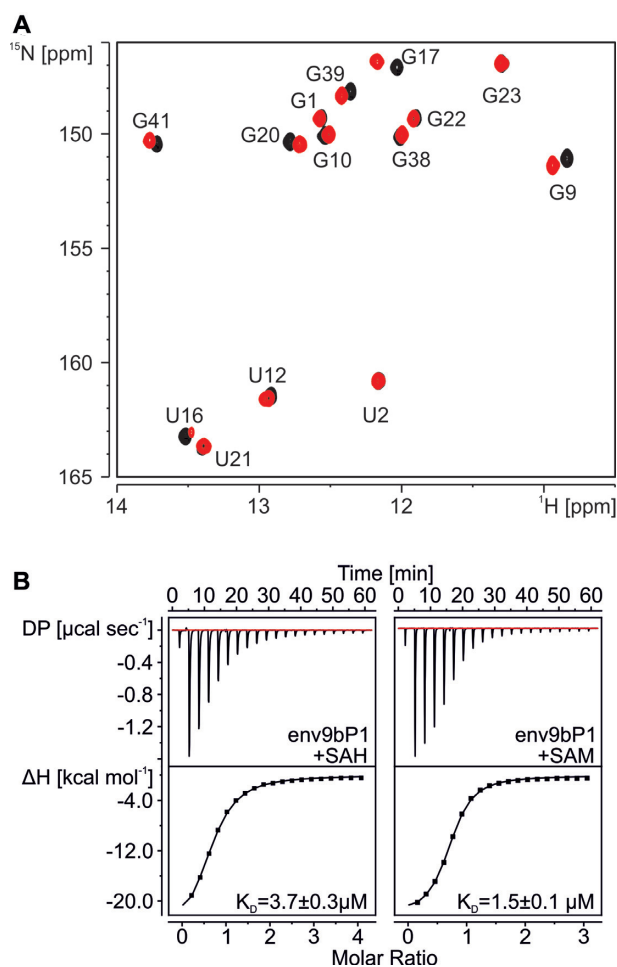 A
¹⁵N [ppm]
G17
G39
G1
G23
G41
G20
G22
150
G10
G38
G9
155
160
U12
U2
U16
U21
165
14
13
12
¹H [ppm]
B
Time [min]
0 10 20 30 40 50 60
0 10 20 30 40 50 60
DP [µcal sec⁻¹]
-0.4
-0.8
-1.2
env9bP1
+SAH
env9bP1
+SAM
ΔH [kcal mol⁻¹]
-4.0
-12.0
-20.0
K_D=3.7±0.3µM
K_D=1.5±0.1 µM
0 1 2 3 4
0 1 2 3
Molar Ratio